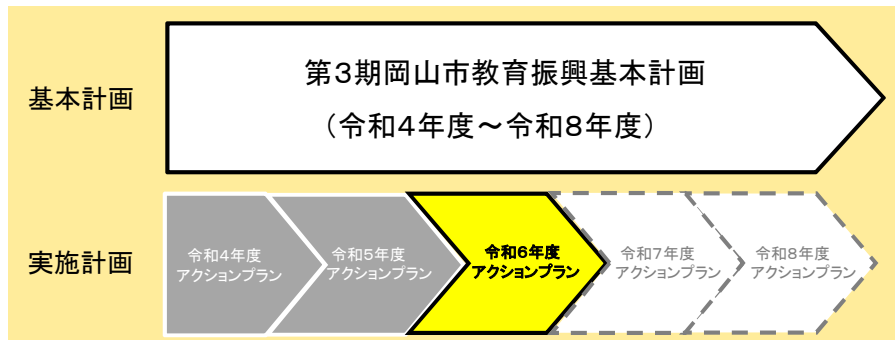 基本計画
第3期岡山市教育振興基本計画
（令和4年度～令和8年度）
実施計画
令和4年度
アクションプラン
令和5年度
アクションプラン
令和6年度
アクションプラン
令和7年度
アクションプラン
令和8年度
アクションプラン